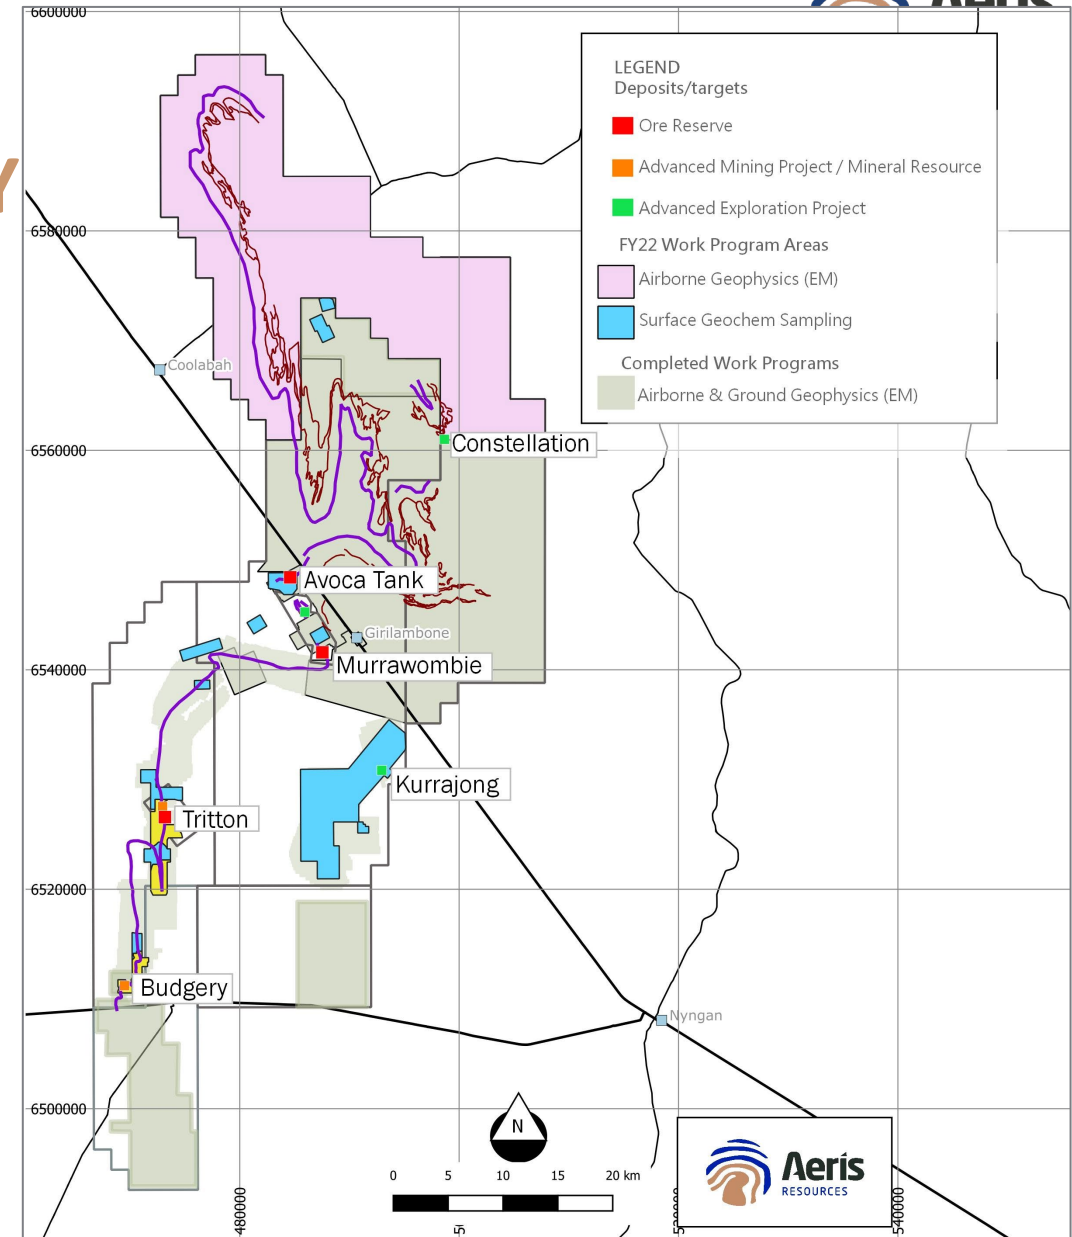 6600000
LEGEND
Deposits/targets
Ore Reserve
Advanced Mining Project / Mineral Resource
Advanced Exploration Project
FY22 Work Program Areas
Airborne Geophysics (EM)
Surface Geochem Sampling
Completed Work Programs
Airborne & Ground Geophysics (EM)
6580000
Coolabah
Constellation
6560000
Avoca Tank
Girilambone
Murrawombie
6540000
Kurrajong
Tritton
6520000
Budgery
Nyngan
6500000
N
0 5 10 15 20 km
480000
540000
Aeris
RESOURCES